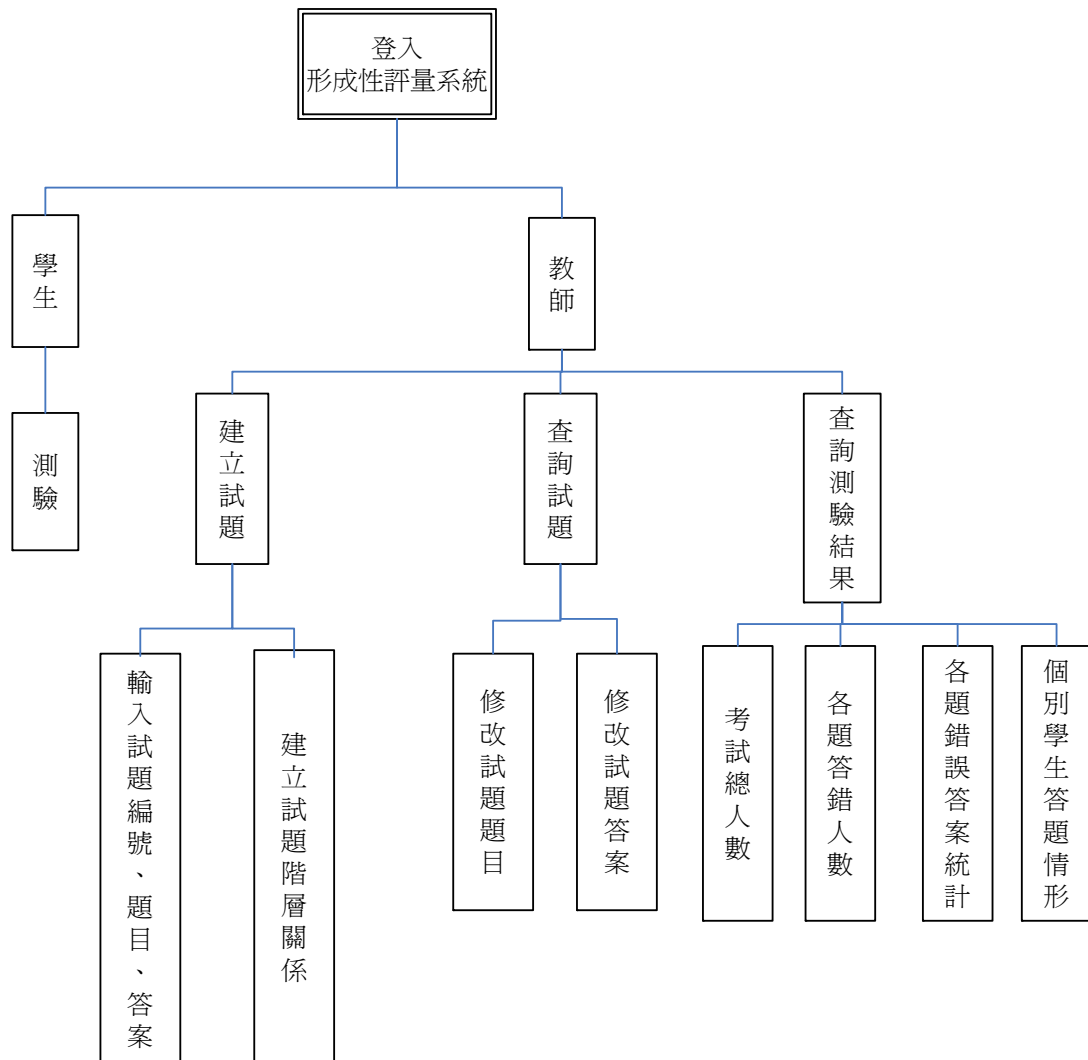 登入
形成性評量系統
學生
教師
測驗
建立試題
查詢試題
查詢測驗結果
輸入試題編號、題目、答案
建立試題階層關係
修改試題題目
修改試題答案
考試總人數
各題答錯人數
各題錯誤答案統計
個別學生答題情形